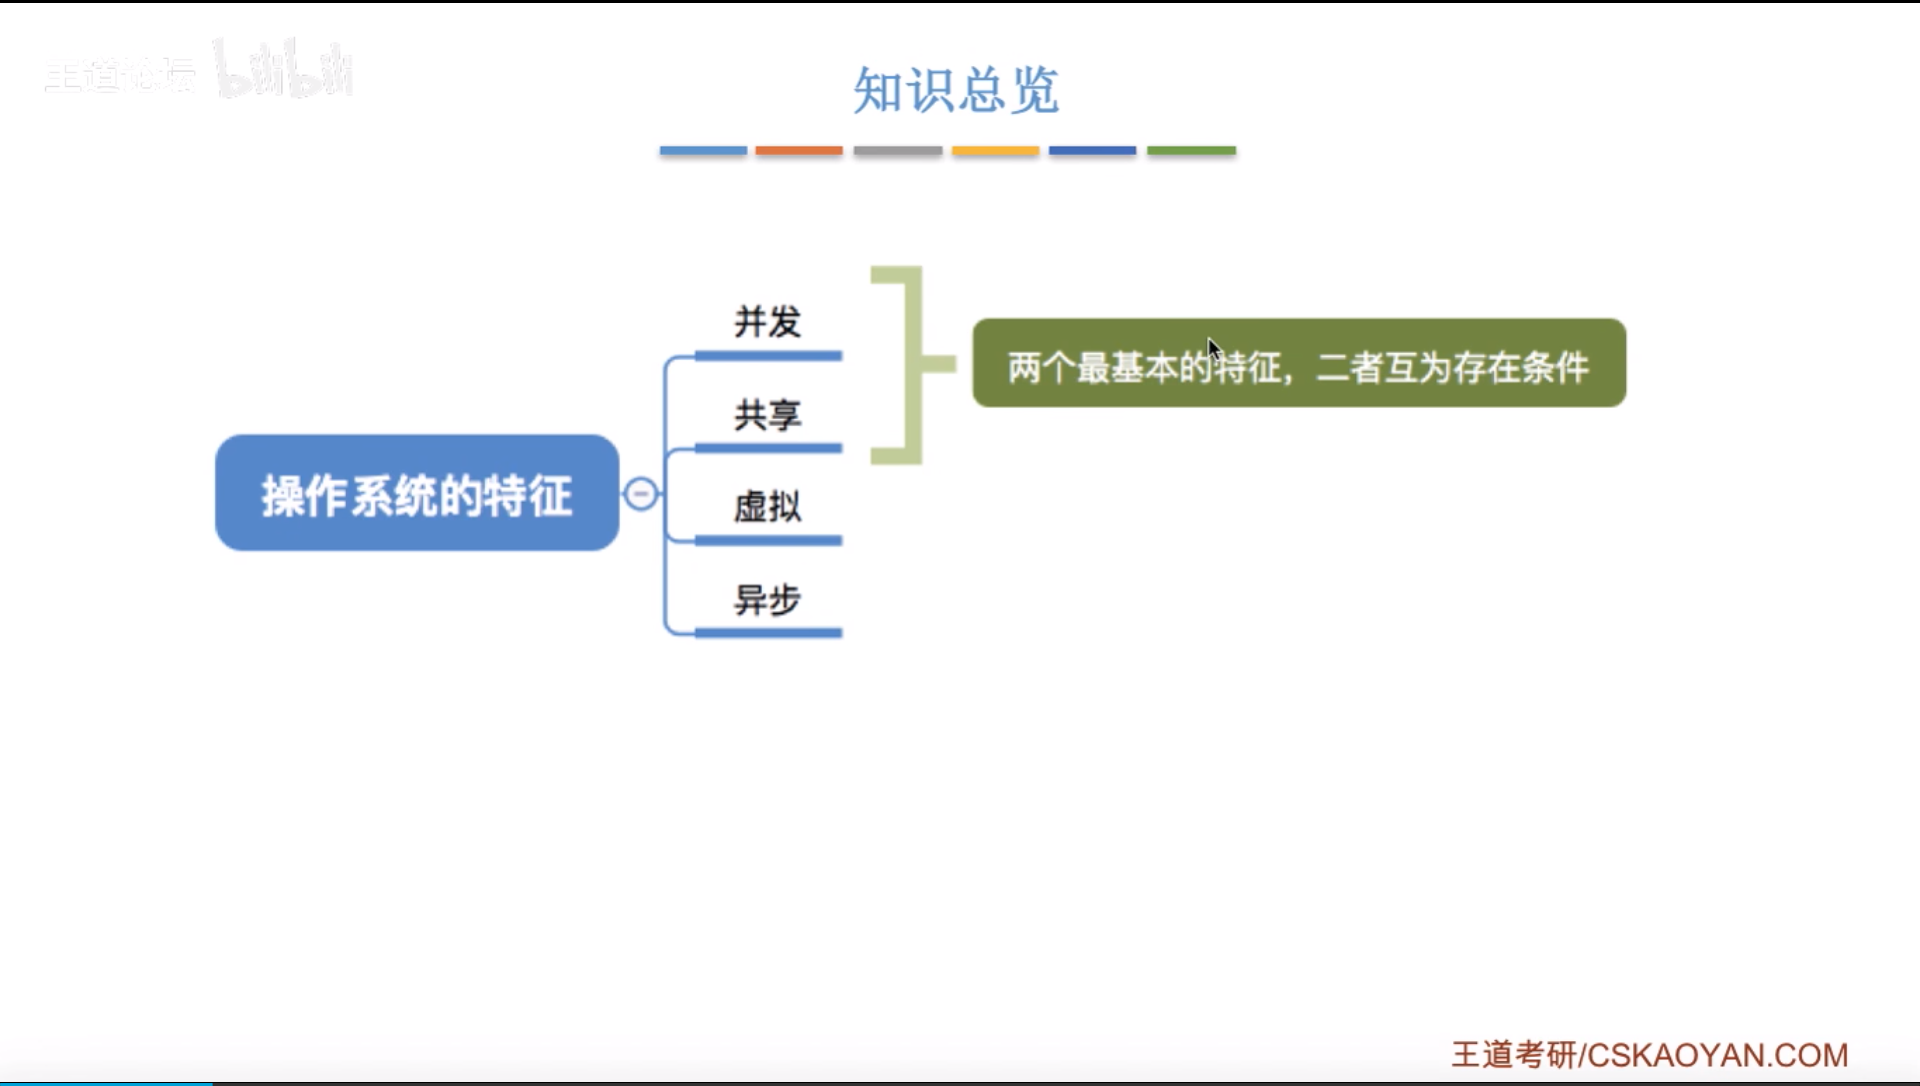 王道论坛 bilibili
知识总览
操作系统的特征
并发
共享
虚拟
异步
两个最基本的特征，二者互为存在条件
王道考研/CSKAOYAN.COM